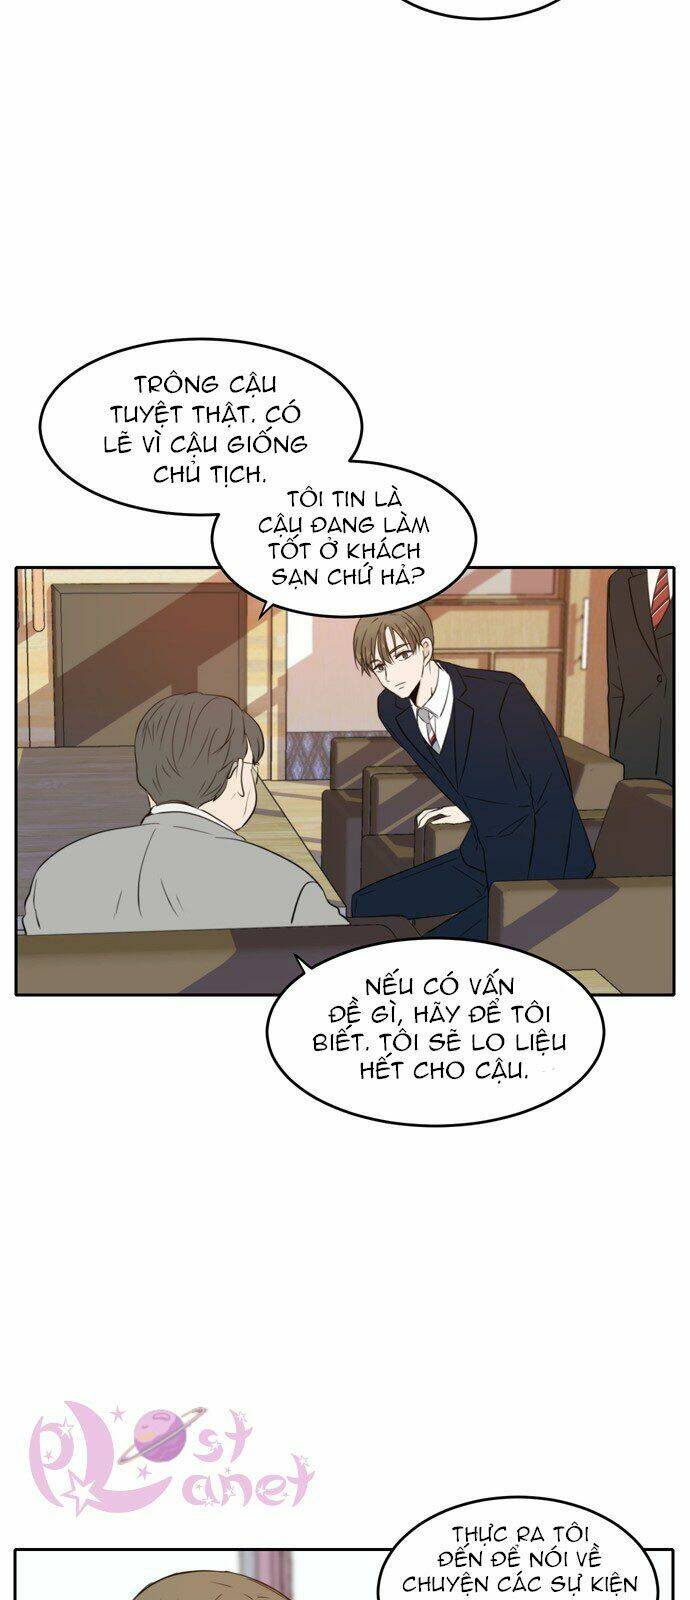 TRÔNG CẬU
TUYỆT THẬT. CÓ
LẼ VÌ CẬU GIỐNG
CHỦ TỊCH.
TÔI TIN LÀ
CẬU ĐANG LÀM
TỐT Ở KHÁCH
SẠN CHỨ HẢ?
NẾU CÓ VẤN
ĐỀ GÌ, HÃY ĐỂ TÔI
BIẾT. TÔI SẼ LO LIỆU
HẾT CHO CẬU.
Lost
Planet
THỰC RA TÔI
ĐẾN ĐỂ NÓI VỀ
CHUYỆN CÁC SỰ KIỆN